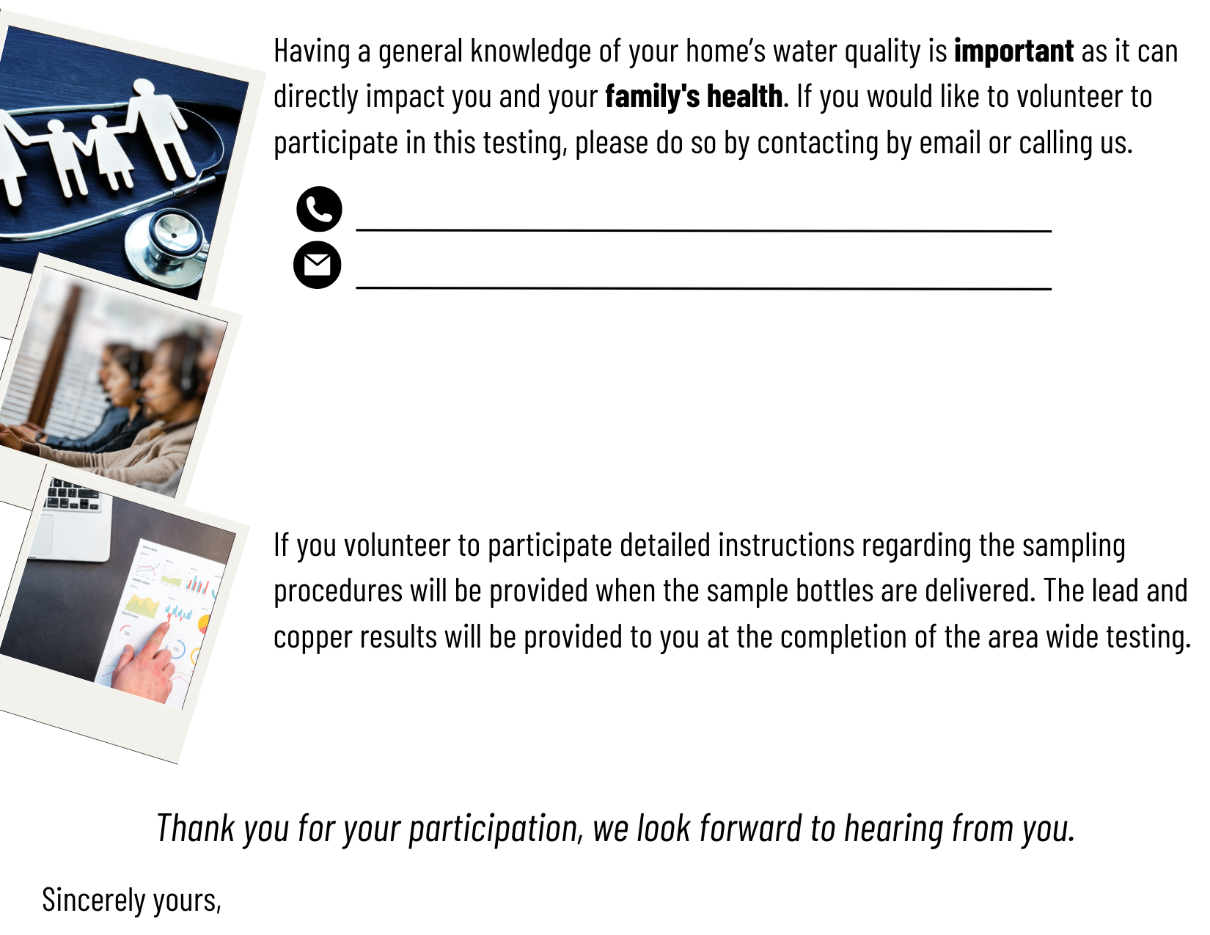 Having a general knowledge of your home’s water quality is important as it can
directly impact you and your family's health. If you would like to volunteer to
participate in this testing, please do so by contacting by email or calling us.
If you volunteer to participate detailed instructions regarding the sampling
procedures will be provided when the sample bottles are delivered. The lead and
copper results will be provided to you at the completion of the area wide testing.
Thank you for your participation, we look forward to hearing from you.
Sincerely yours,